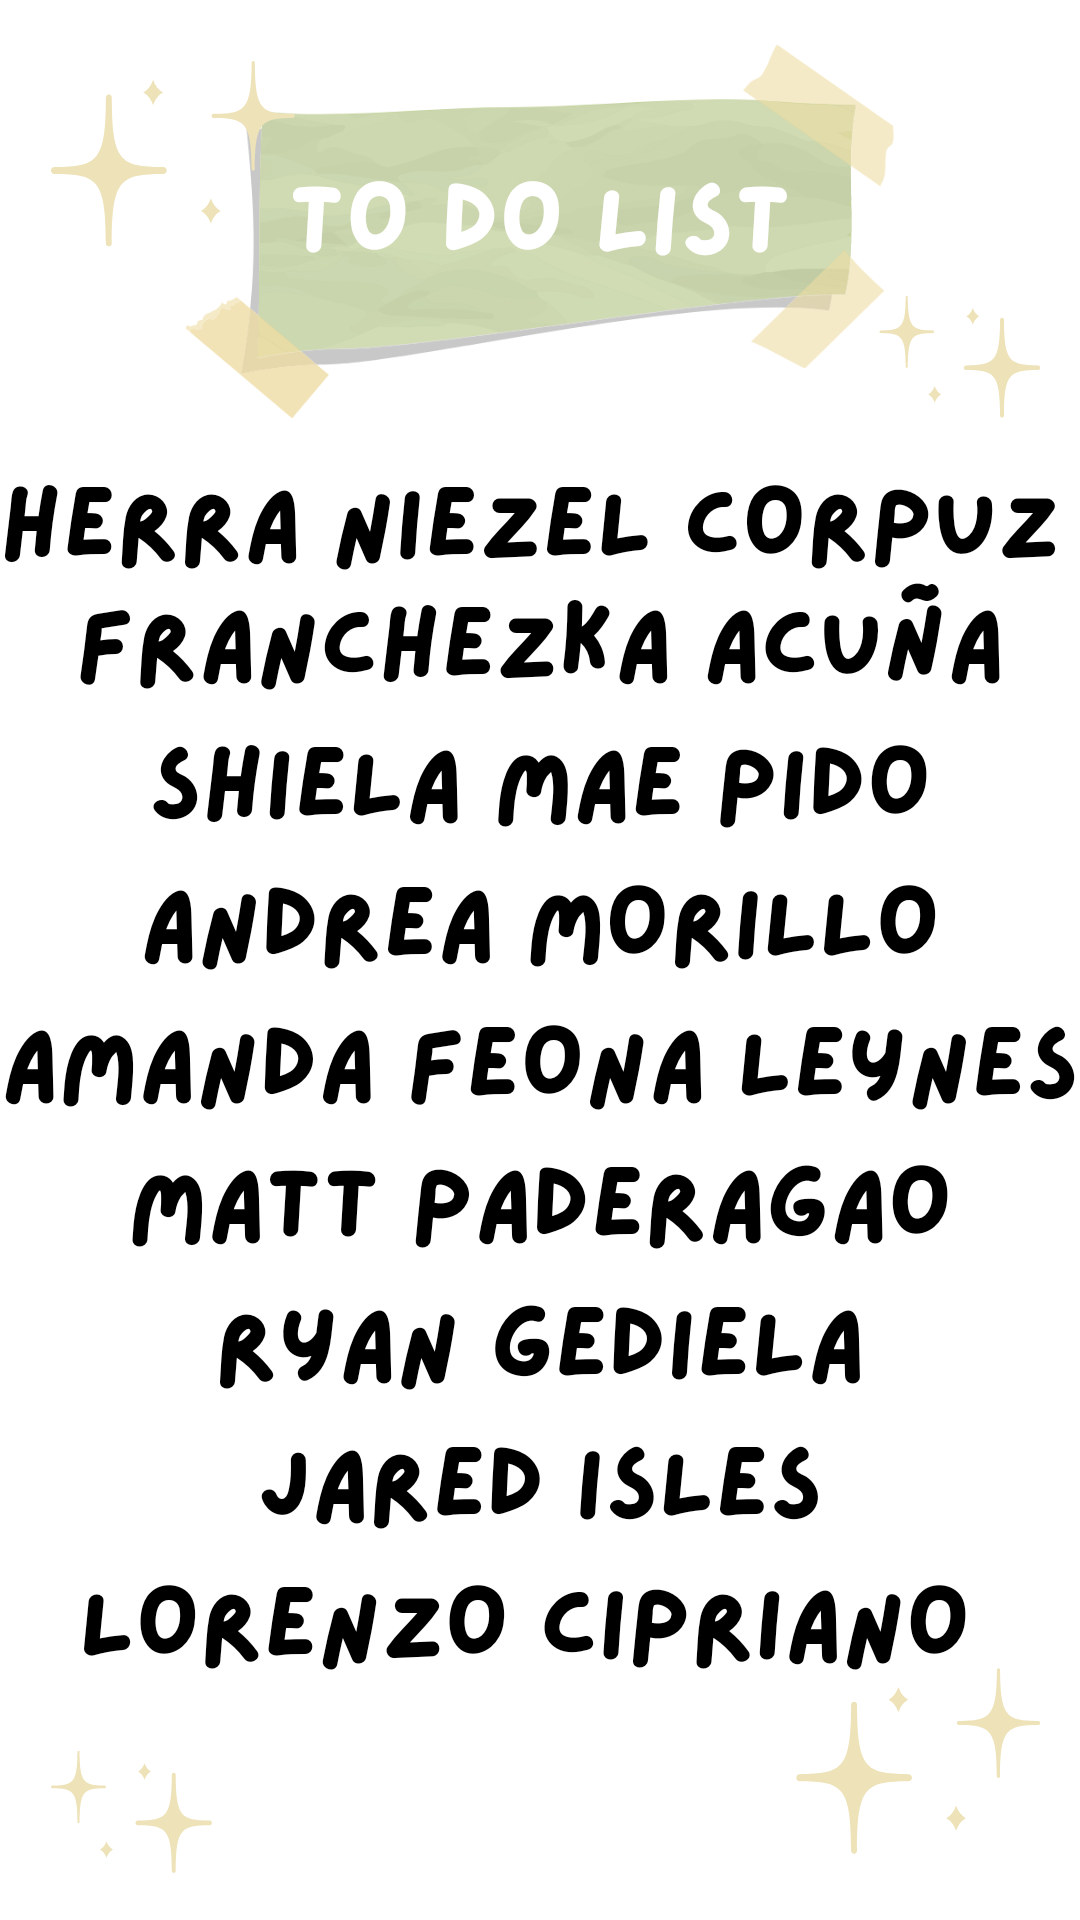 TO DO LIST
HERRA NIEZEL CORPUZ
FRANCHEZKA ACUÑA
SHIELA MAE PIDO
ANDREA MORILLO
AMANDA FEONA LEYNES
MATT PADERAGAO
RYAN GEDIELA
JARED ISLES
LORENZO CIPRIANO